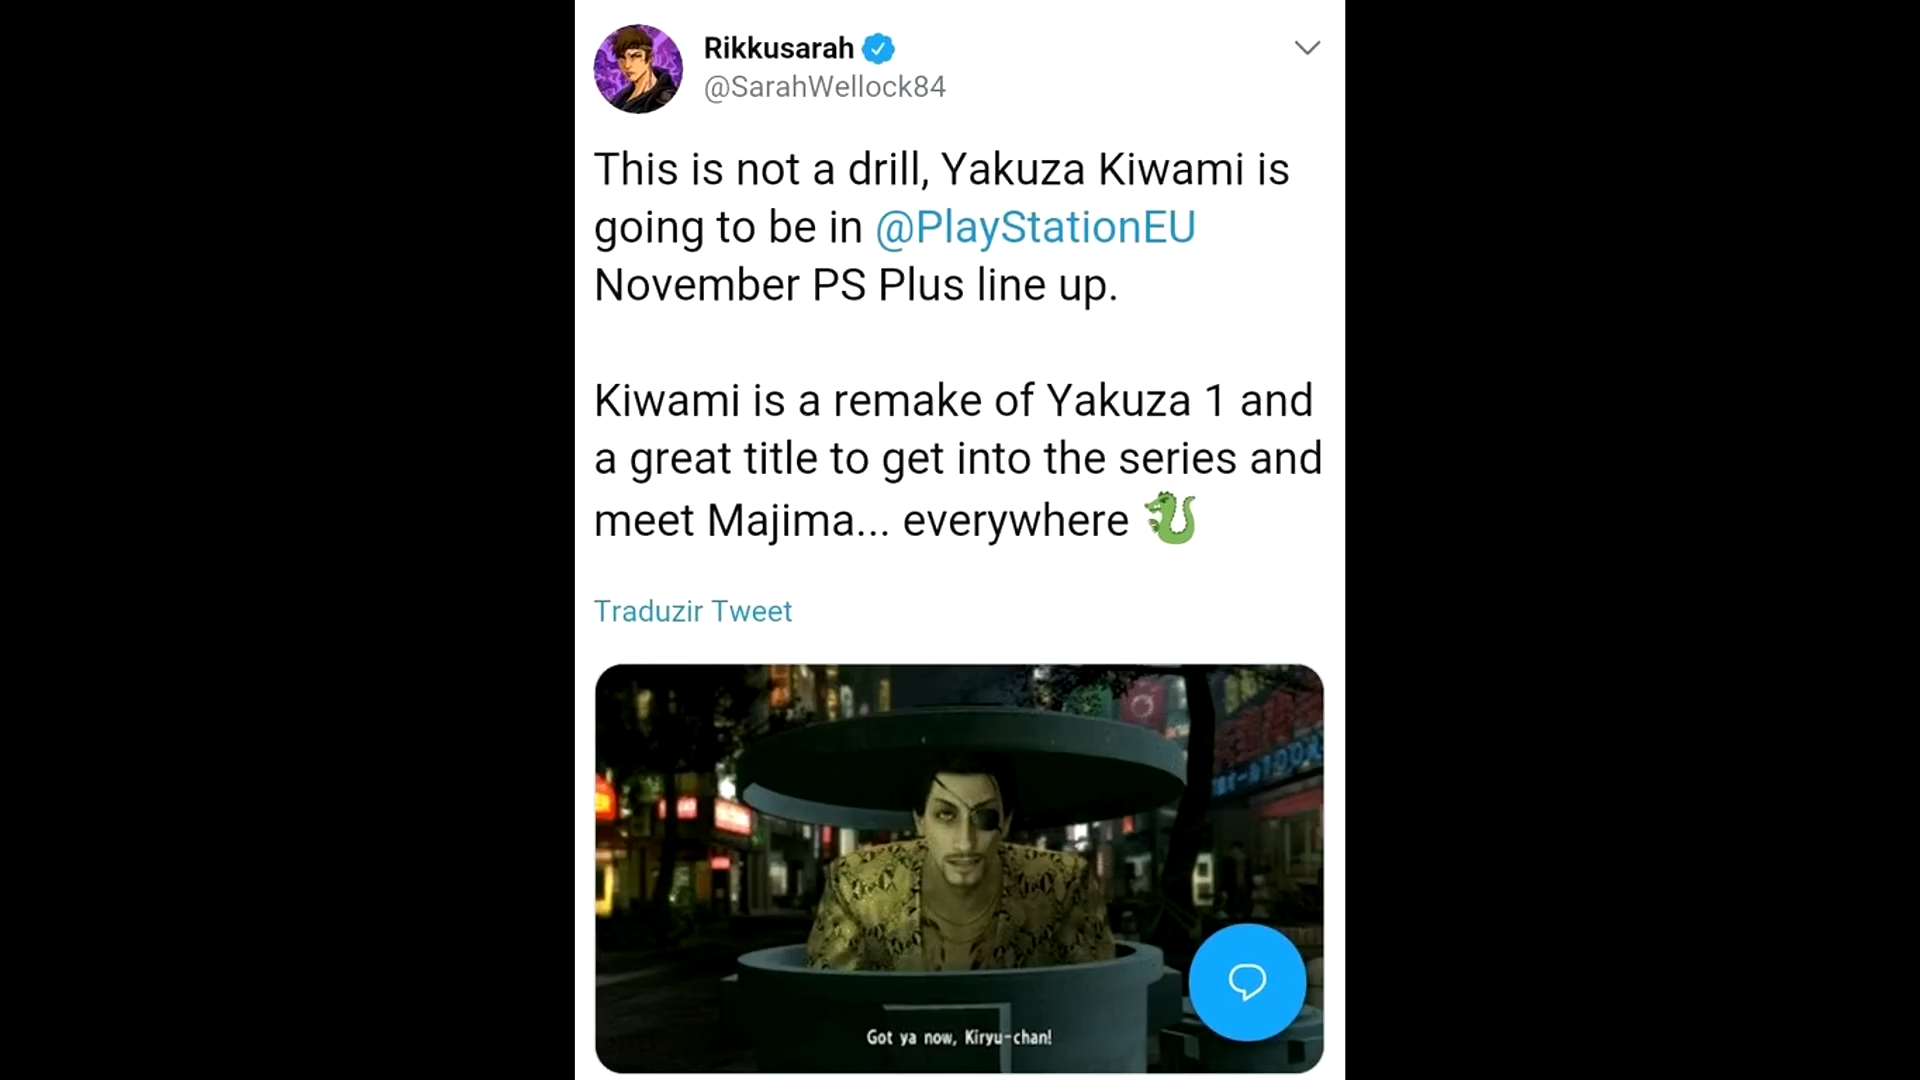 Rikkusarah
@SarahWellock84
This is not a drill, Yakuza Kiwami is
going to be in @PlayStationEU
November PS Plus line up.
Kiwami is a remake of Yakuza 1 and
a great title to get into the series and
meet Majima... everywhere 🐉
Traduzir Tweet
Got ya now, Kiryu-chan!